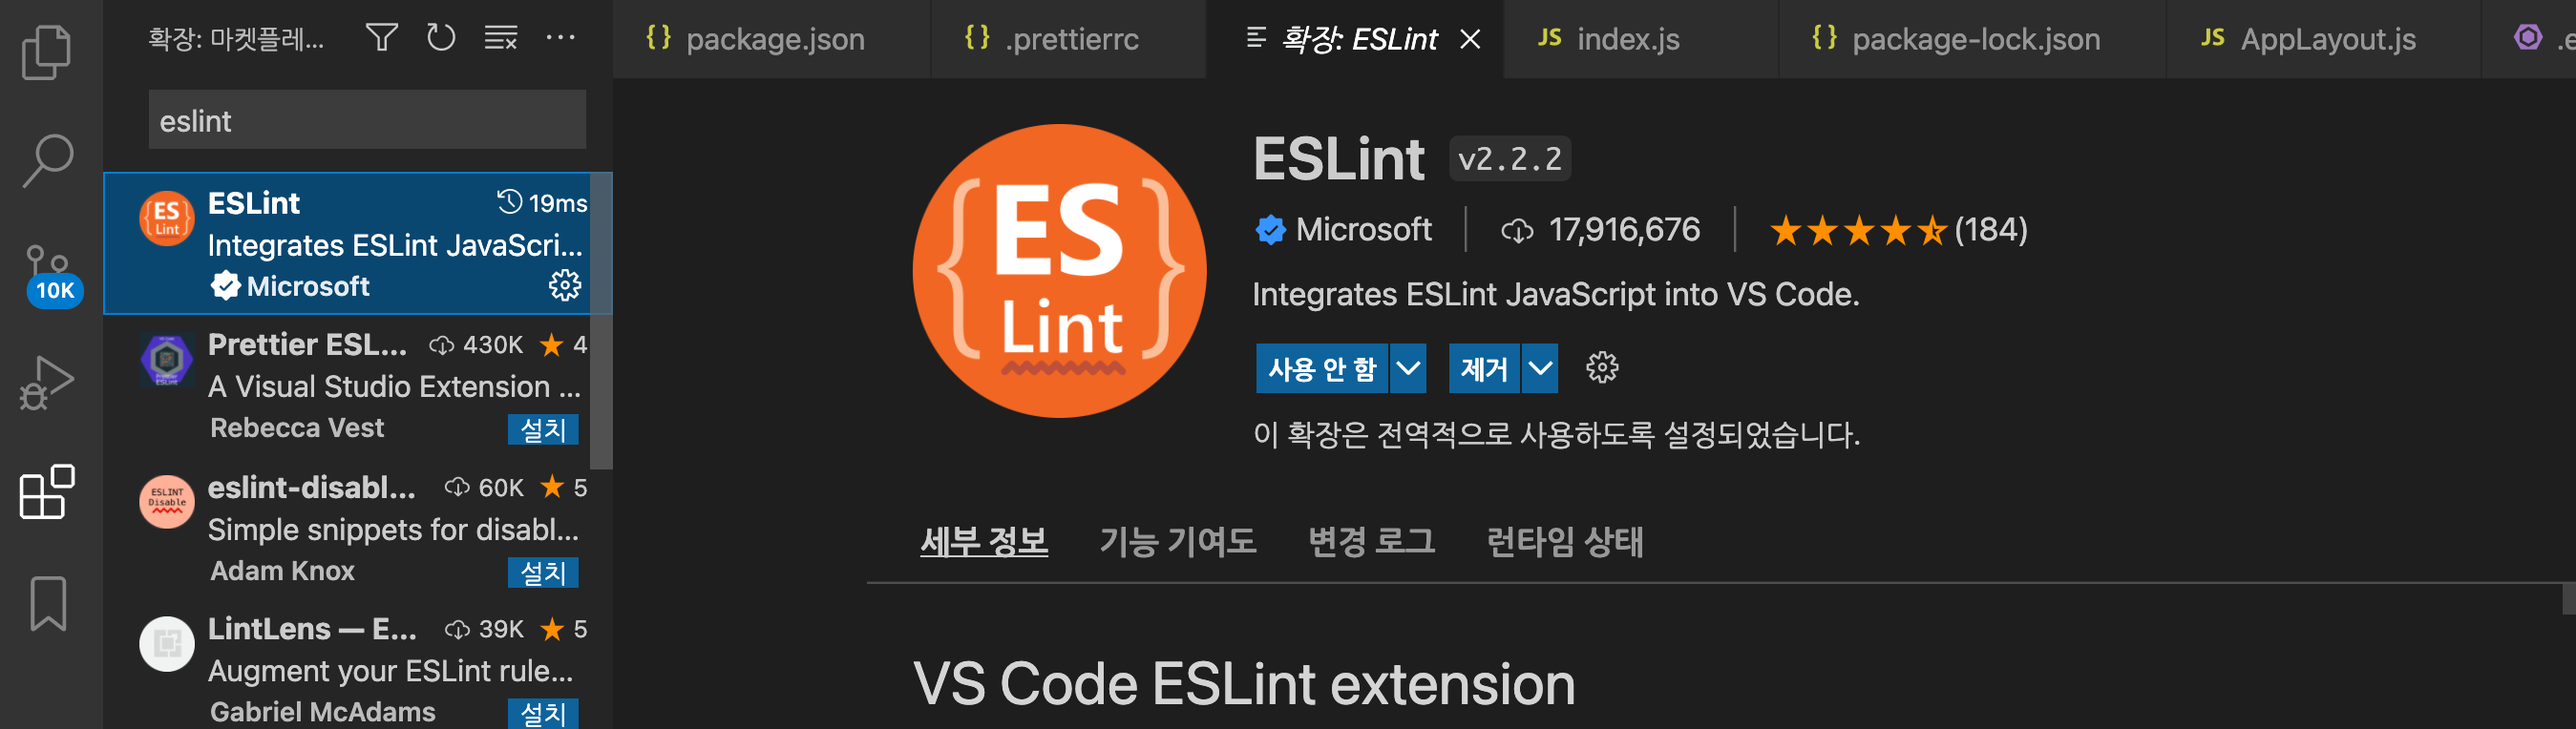 확장: 마켓플레...
package.json
.prettierrc
확장: ESLint
JS index.js
package-lock.json
JS AppLayout.js
.e
eslint
ES
Lint
ESLint
19ms
Integrates ESLint JavaScri...
Microsoft
10K
Prettier ESL...
430K
4
A Visual Studio Extension ...
Rebecca Vest
설치
ESLINT
Disable
eslint-disabl...
60K
5
Simple snippets for disabl...
Adam Knox
설치
LintLens — E...
39K
5
Augment your ESLint rule...
Gabriel McAdams
설치
{ES
Lint}
ESLint v2.2.2
Microsoft
17,916,676
(184)
Integrates ESLint JavaScript into VS Code.
사용 안 함
제거
이 확장은 전역적으로 사용하도록 설정되었습니다.
세부 정보 기능 기여도 변경 로그 런타임 상태
VS Code ESLint extension